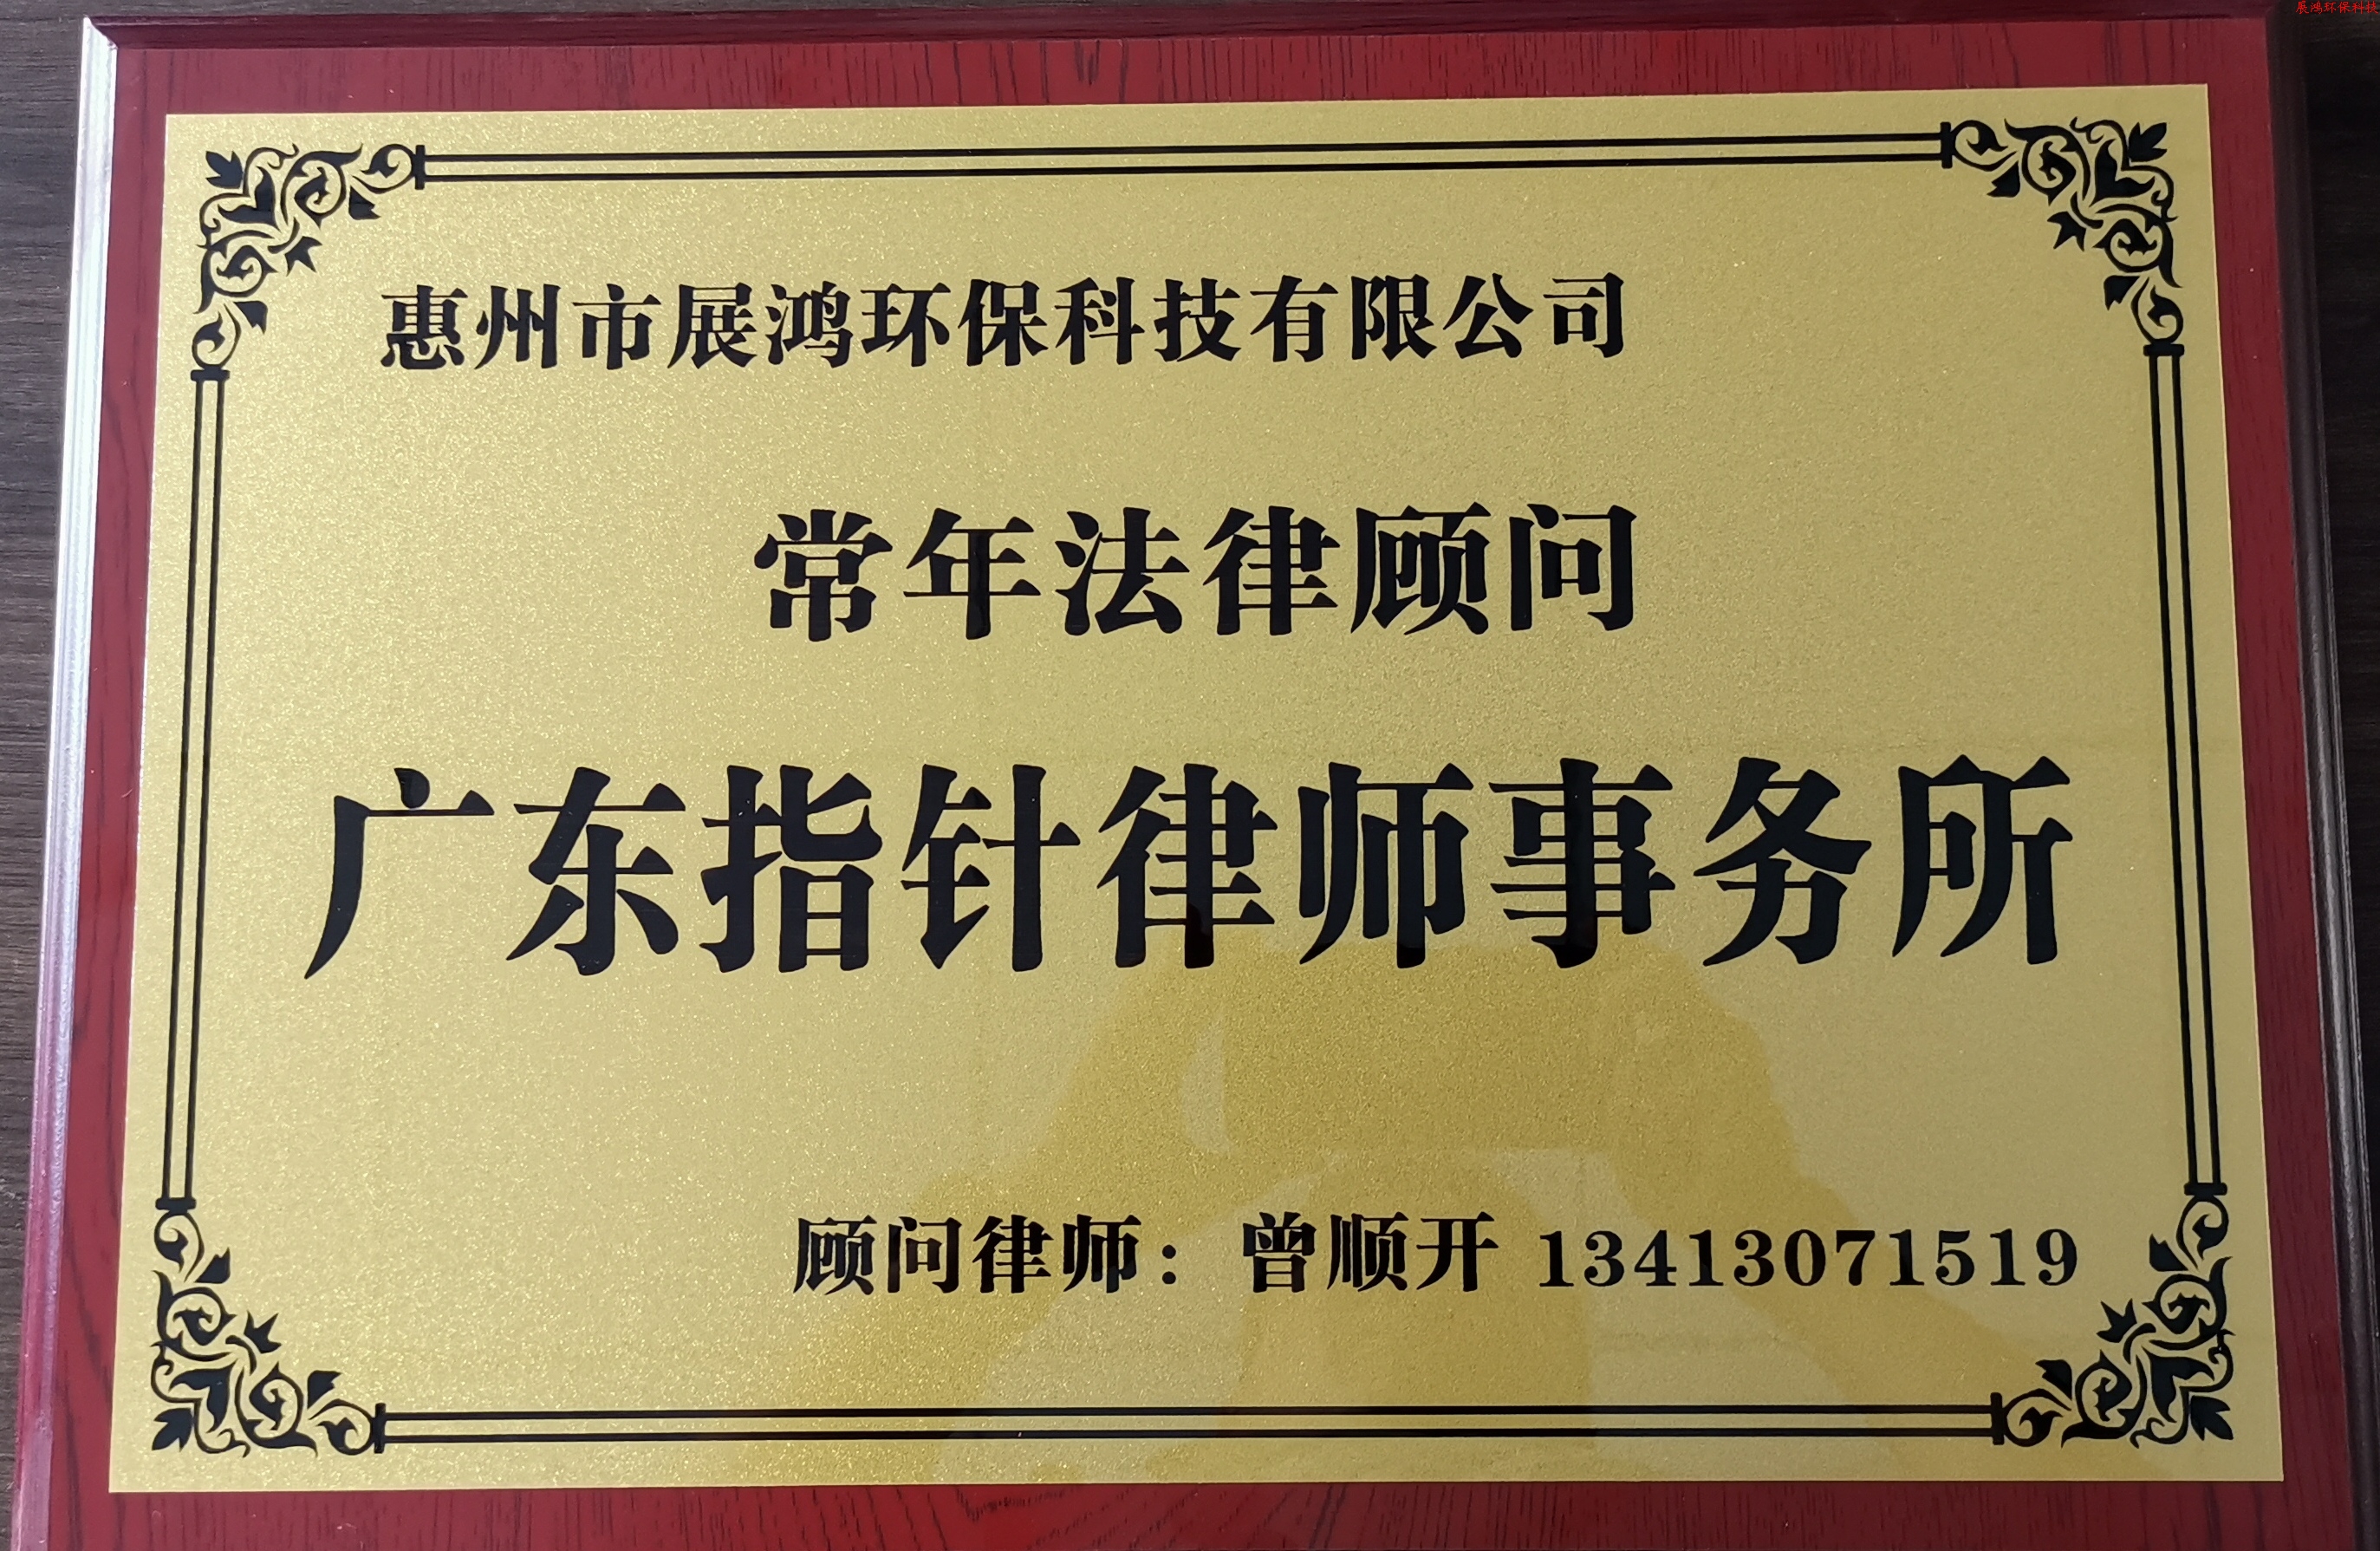 展鸿环保科技
惠州市展鸿环保科技有限公司
常年法律顾问
广东指针律师事务所
顾问律师：曾顺开 13413071519